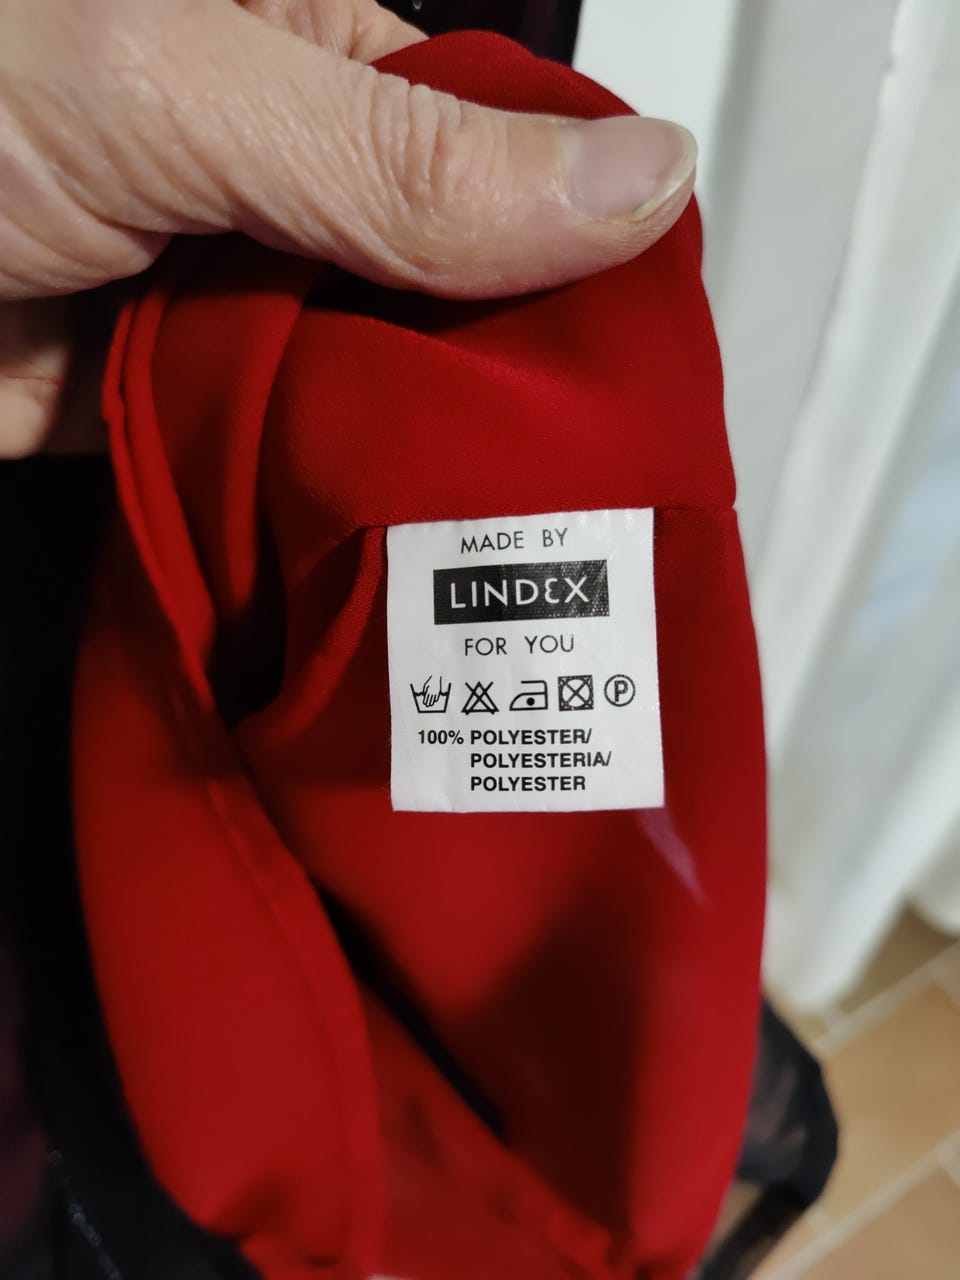 MADE BY
LINDEX
FOR YOU
P
100% POLYESTER/
POLYESTERIA/
POLYESTER